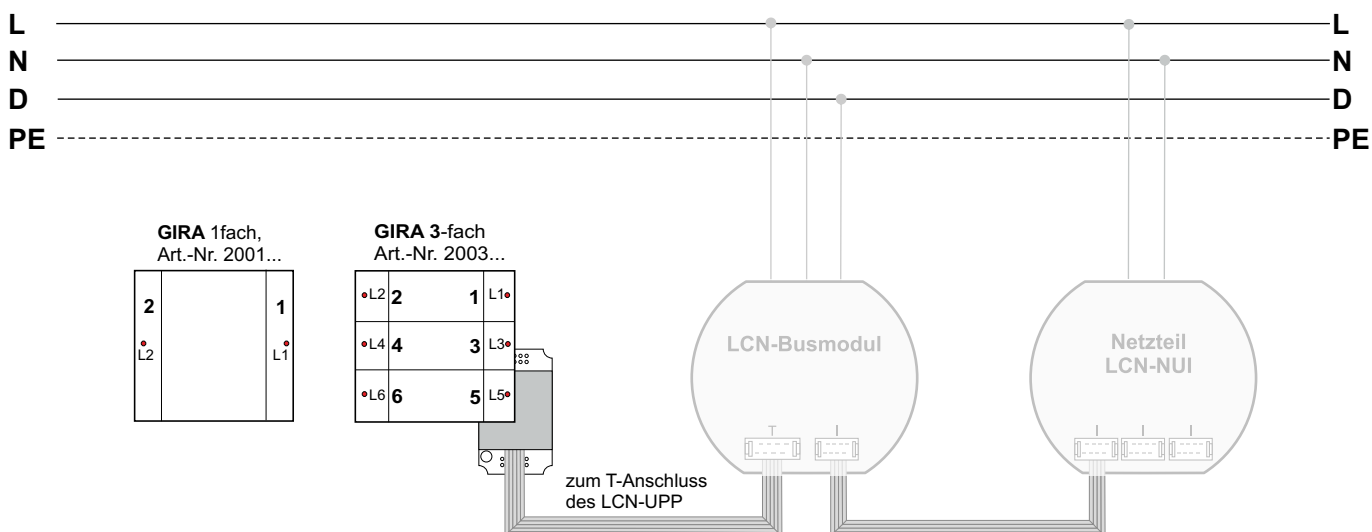 L L
N N
D D
PE PE
GIRA 1fach,
Art.-Nr. 2001...
GIRA 3-fach
Art.-Nr. 2003...
2 1
L2 L1
L2 2 1 L1
L4 4 3 L3
L6 6 5 L5
LCN-Busmodul
Netzteil
LCN-NUI
T I
I I I
zum T-Anschluss
des LCN-UPP